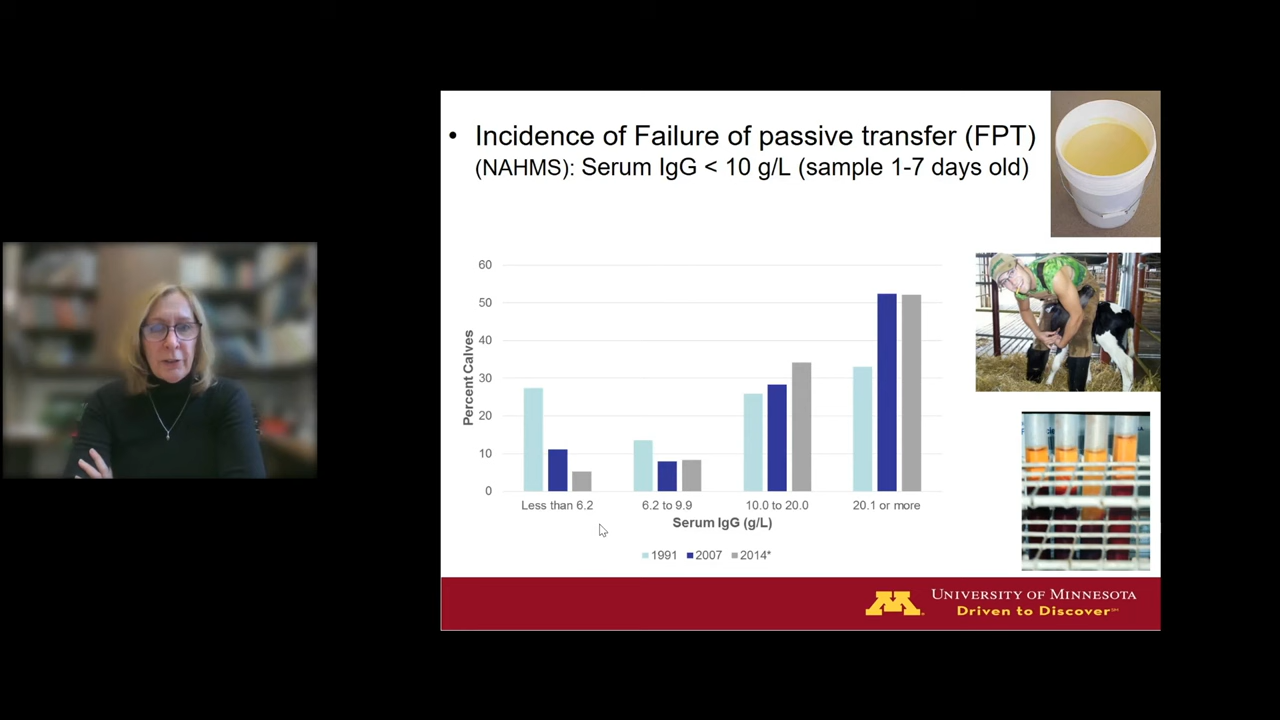 • Incidence of Failure of passive transfer (FPT)
(NAHMS): Serum IgG < 10 g/L (sample 1-7 days old)
60
50
40
30
20
10
0
Percent Calves
Less than 6.2 6.2 to 9.9 10.0 to 20.0 20.1 or more
Serum IgG (g/L)
1991 2007 2014*
UNIVERSITY OF MINNESOTA
Driven to Discover℠